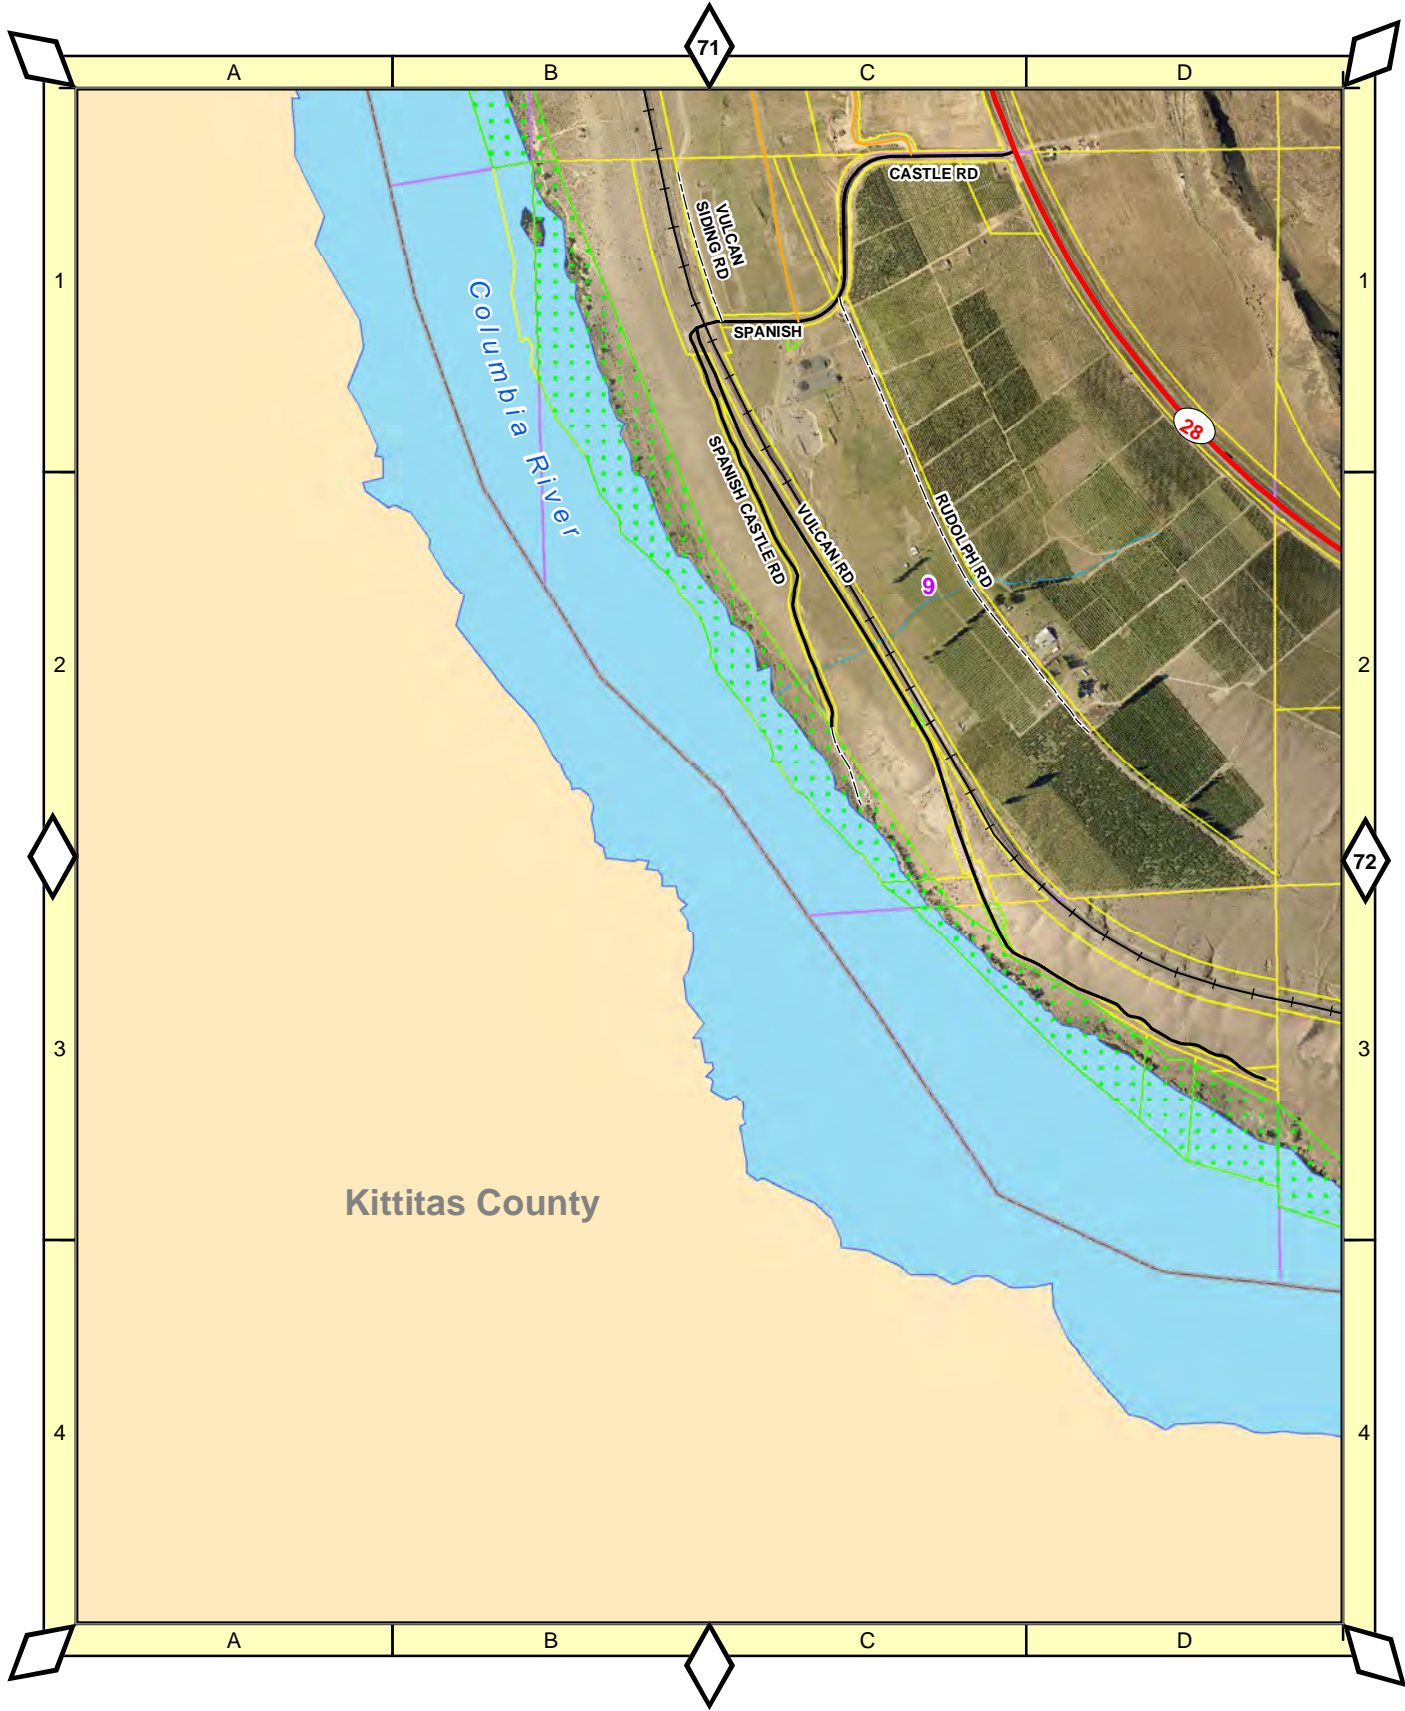 71
A B C D
CASTLE RD
VULCAN
SIDING RD
1 1
Columbia River
SPANISH
28
SPANISH CASTLE RD
VULCAN RD
RUDOLPH RD
9
2 2
72
3 3
Kittitas County
4 4
A B C D